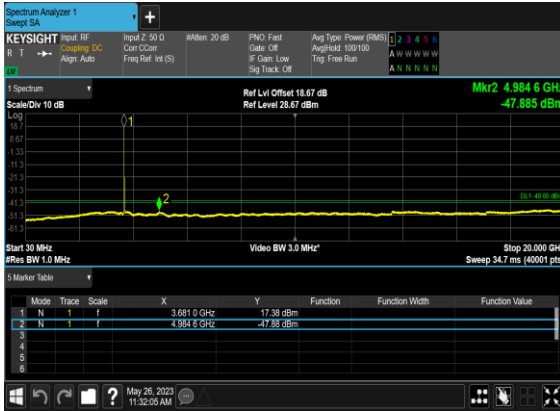 Spectrum Analyzer 1
Swept SA
+
KEYSIGHT Input: RF Input Z: 50 Ω #Atten: 20 dB PNO: Fast Avg Type: Power (RMS) 1 2 3 4 5 6
R T Coupling: DC Corr CCorr Gate: Off Avg|Hold: 100/100 A W W W W W
Align: Auto Freq Ref: Int (S) IF Gain: Low Trig: Free Run
Sig Track: Off A N N N N N
1 Spectrum
Mkr2 4.984 6 GHz
Ref Lvl Offset 18.67 dB
Scale/Div 10 dB Ref Level 28.67 dBm -47.885 dBm
Log
18.7
8.67
-1.33
-11.3
-21.3
-31.3
-41.3
-51.3
-61.3
1
2
DL1 -40.00 dBm
Start 30 MHz Video BW 3.0 MHz* Stop 20.000 GHz
#Res BW 1.0 MHz Sweep 34.7 ms (40001 pts)
5 Marker Table
Mode Trace Scale X Y Function Function Width Function Value
1 N 1 f 3.681 0 GHz 17.38 dBm
2 N 1 f 4.984 6 GHz -47.88 dBm
3
4
5
6
? May 26, 2023
11:32:05 AM